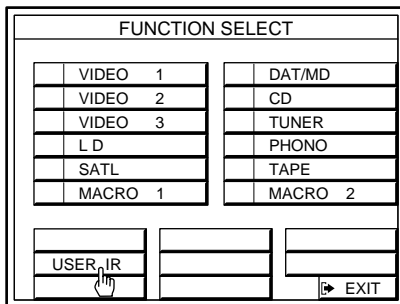 FUNCTION SELECT
VIDEO 1
DAT/MD
VIDEO 2
CD
VIDEO 3
TUNER
L D
PHONO
SATL
TAPE
MACRO 1
MACRO 2
USER IR
EXIT